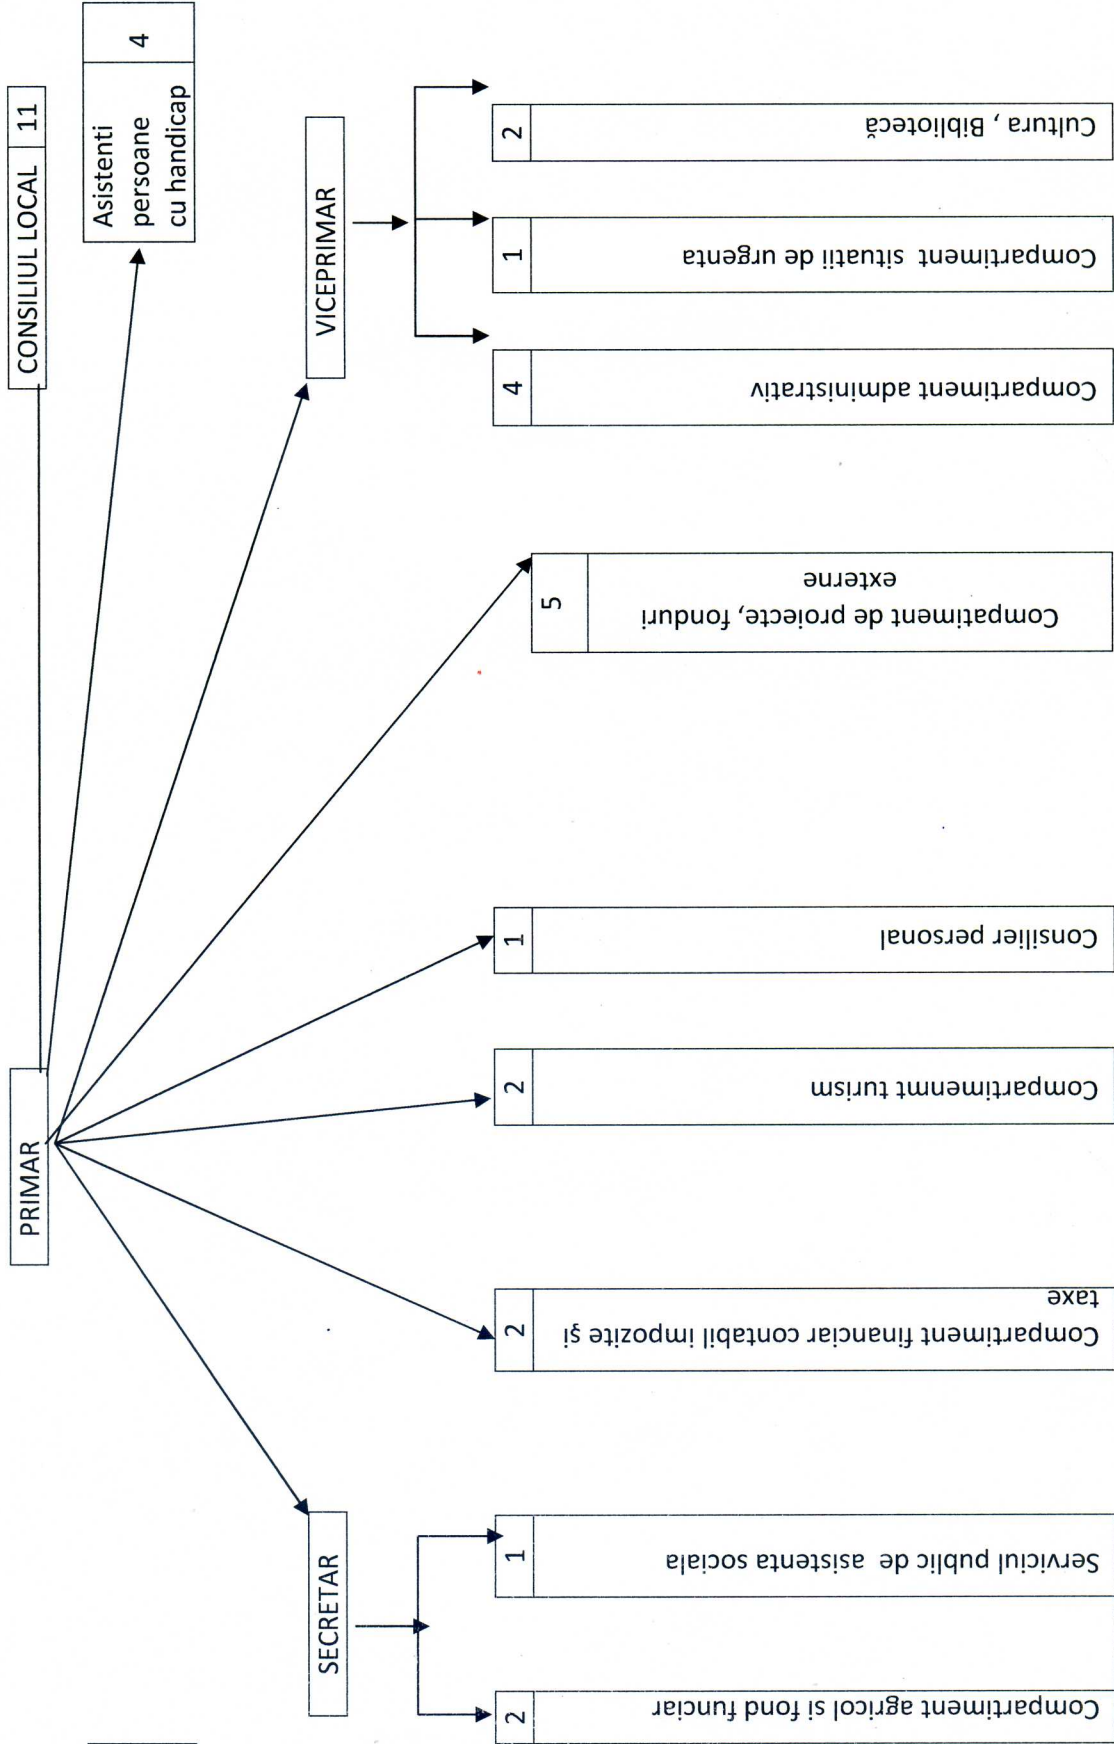 PRIMAR
CONSILIUL LOCAL 11
Asistenti
persoane
cu handicap
4
SECRETAR
VICEPRIMAR
2
Compartiment agricol si fond funciar
1
Serviciul public de asistenta sociala
2
Compartiment financiar contabil impozite și
taxe
2
Compartimenmt turism
1
Consilier personal
5
Compatiment de proiecte, fonduri
externe
4
Compartiment administrativ
1
Compartiment situatii de urgenta
2
Cultura , Bibliotecă